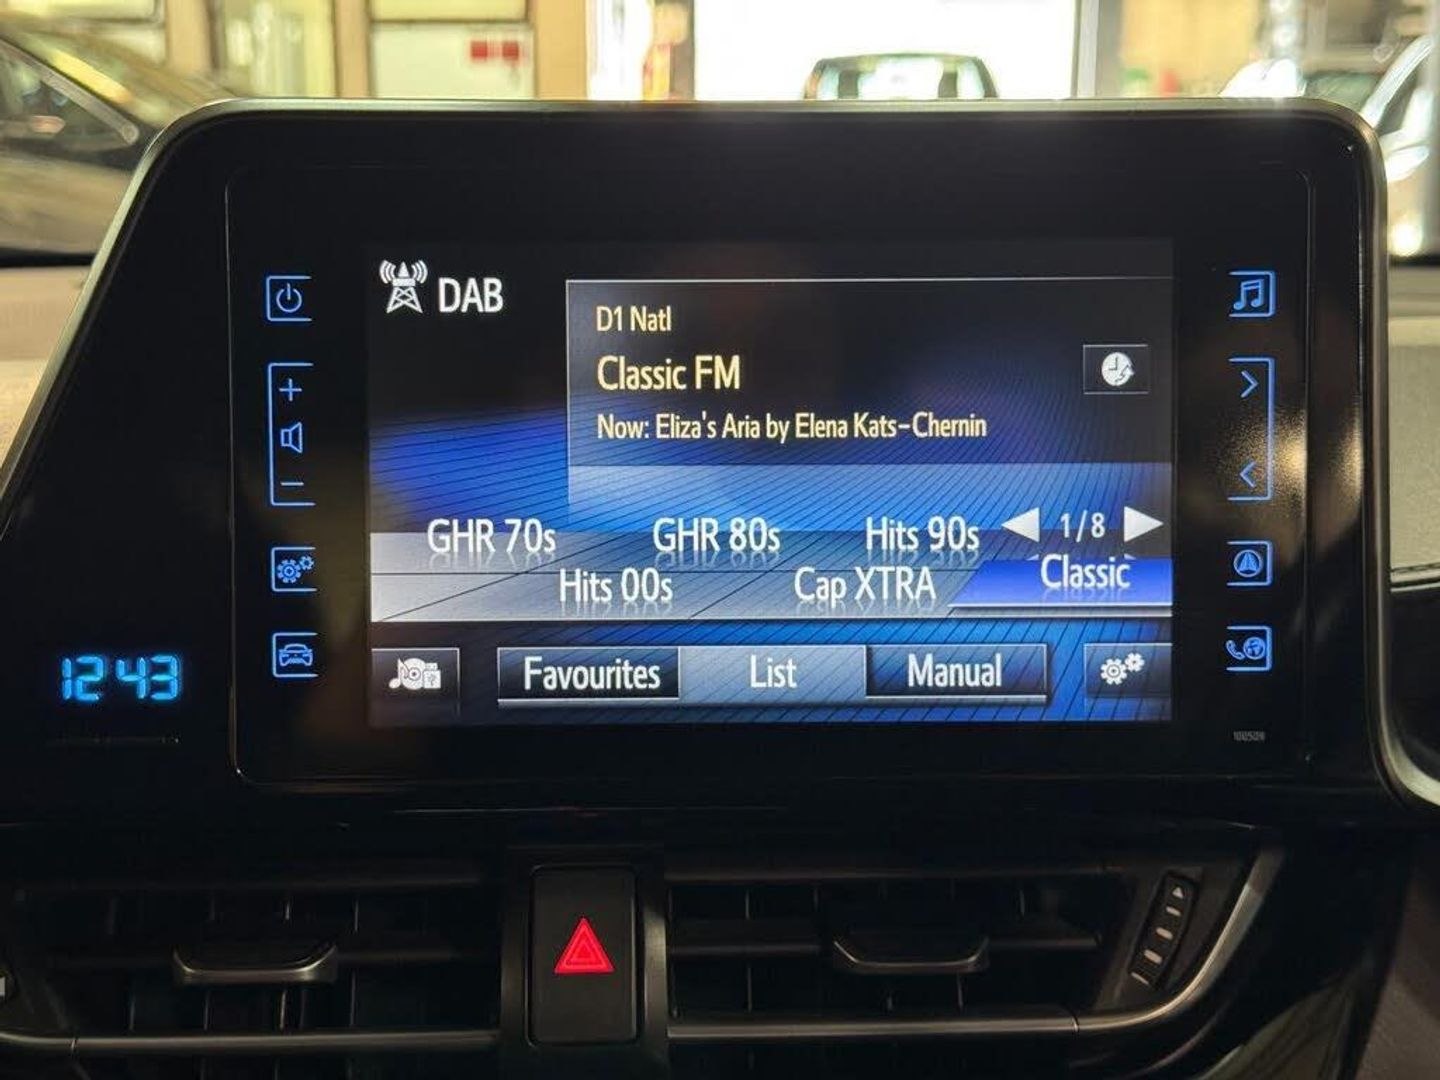 DAB
D1 Natl
Classic FM
Now: Eliza's Aria by Elena Kats-Chernin
GHR 70s GHR 80s Hits 90s 1/8
Hits 00s Cap XTRA Classic
12:43
Favourites List Manual
100509